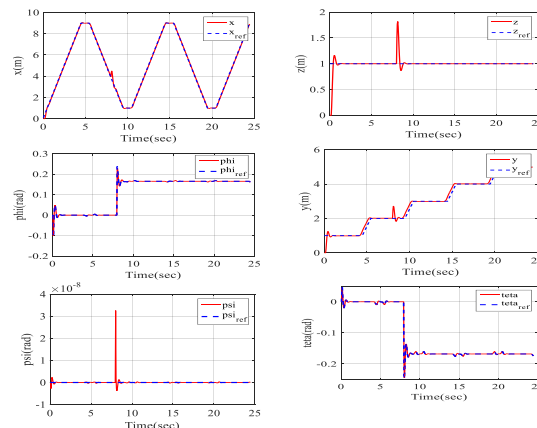 10
8
6
4
2
0
x(m)
x
x_ref
0 5 10 15 20 25
Time(sec)
2
1.5
1
0.5
0
z(m)
z
z_ref
0 5 10 15 20 25
Time(sec)
0.3
0.2
0.1
0
-0.1
-0.2
phi(rad)
phi
phi_ref
0 5 10 15 20 25
Time(sec)
6
4
2
0
y(m)
y
y_ref
0 5 10 15 20 25
Time(sec)
×10^-8
4
3
2
1
0
-1
psi(rad)
psi
psi_ref
0 5 10 15 20 25
Time(sec)
0
-0.1
-0.2
teta(rad)
teta
teta_ref
0 5 10 15 20 25
Time(sec)